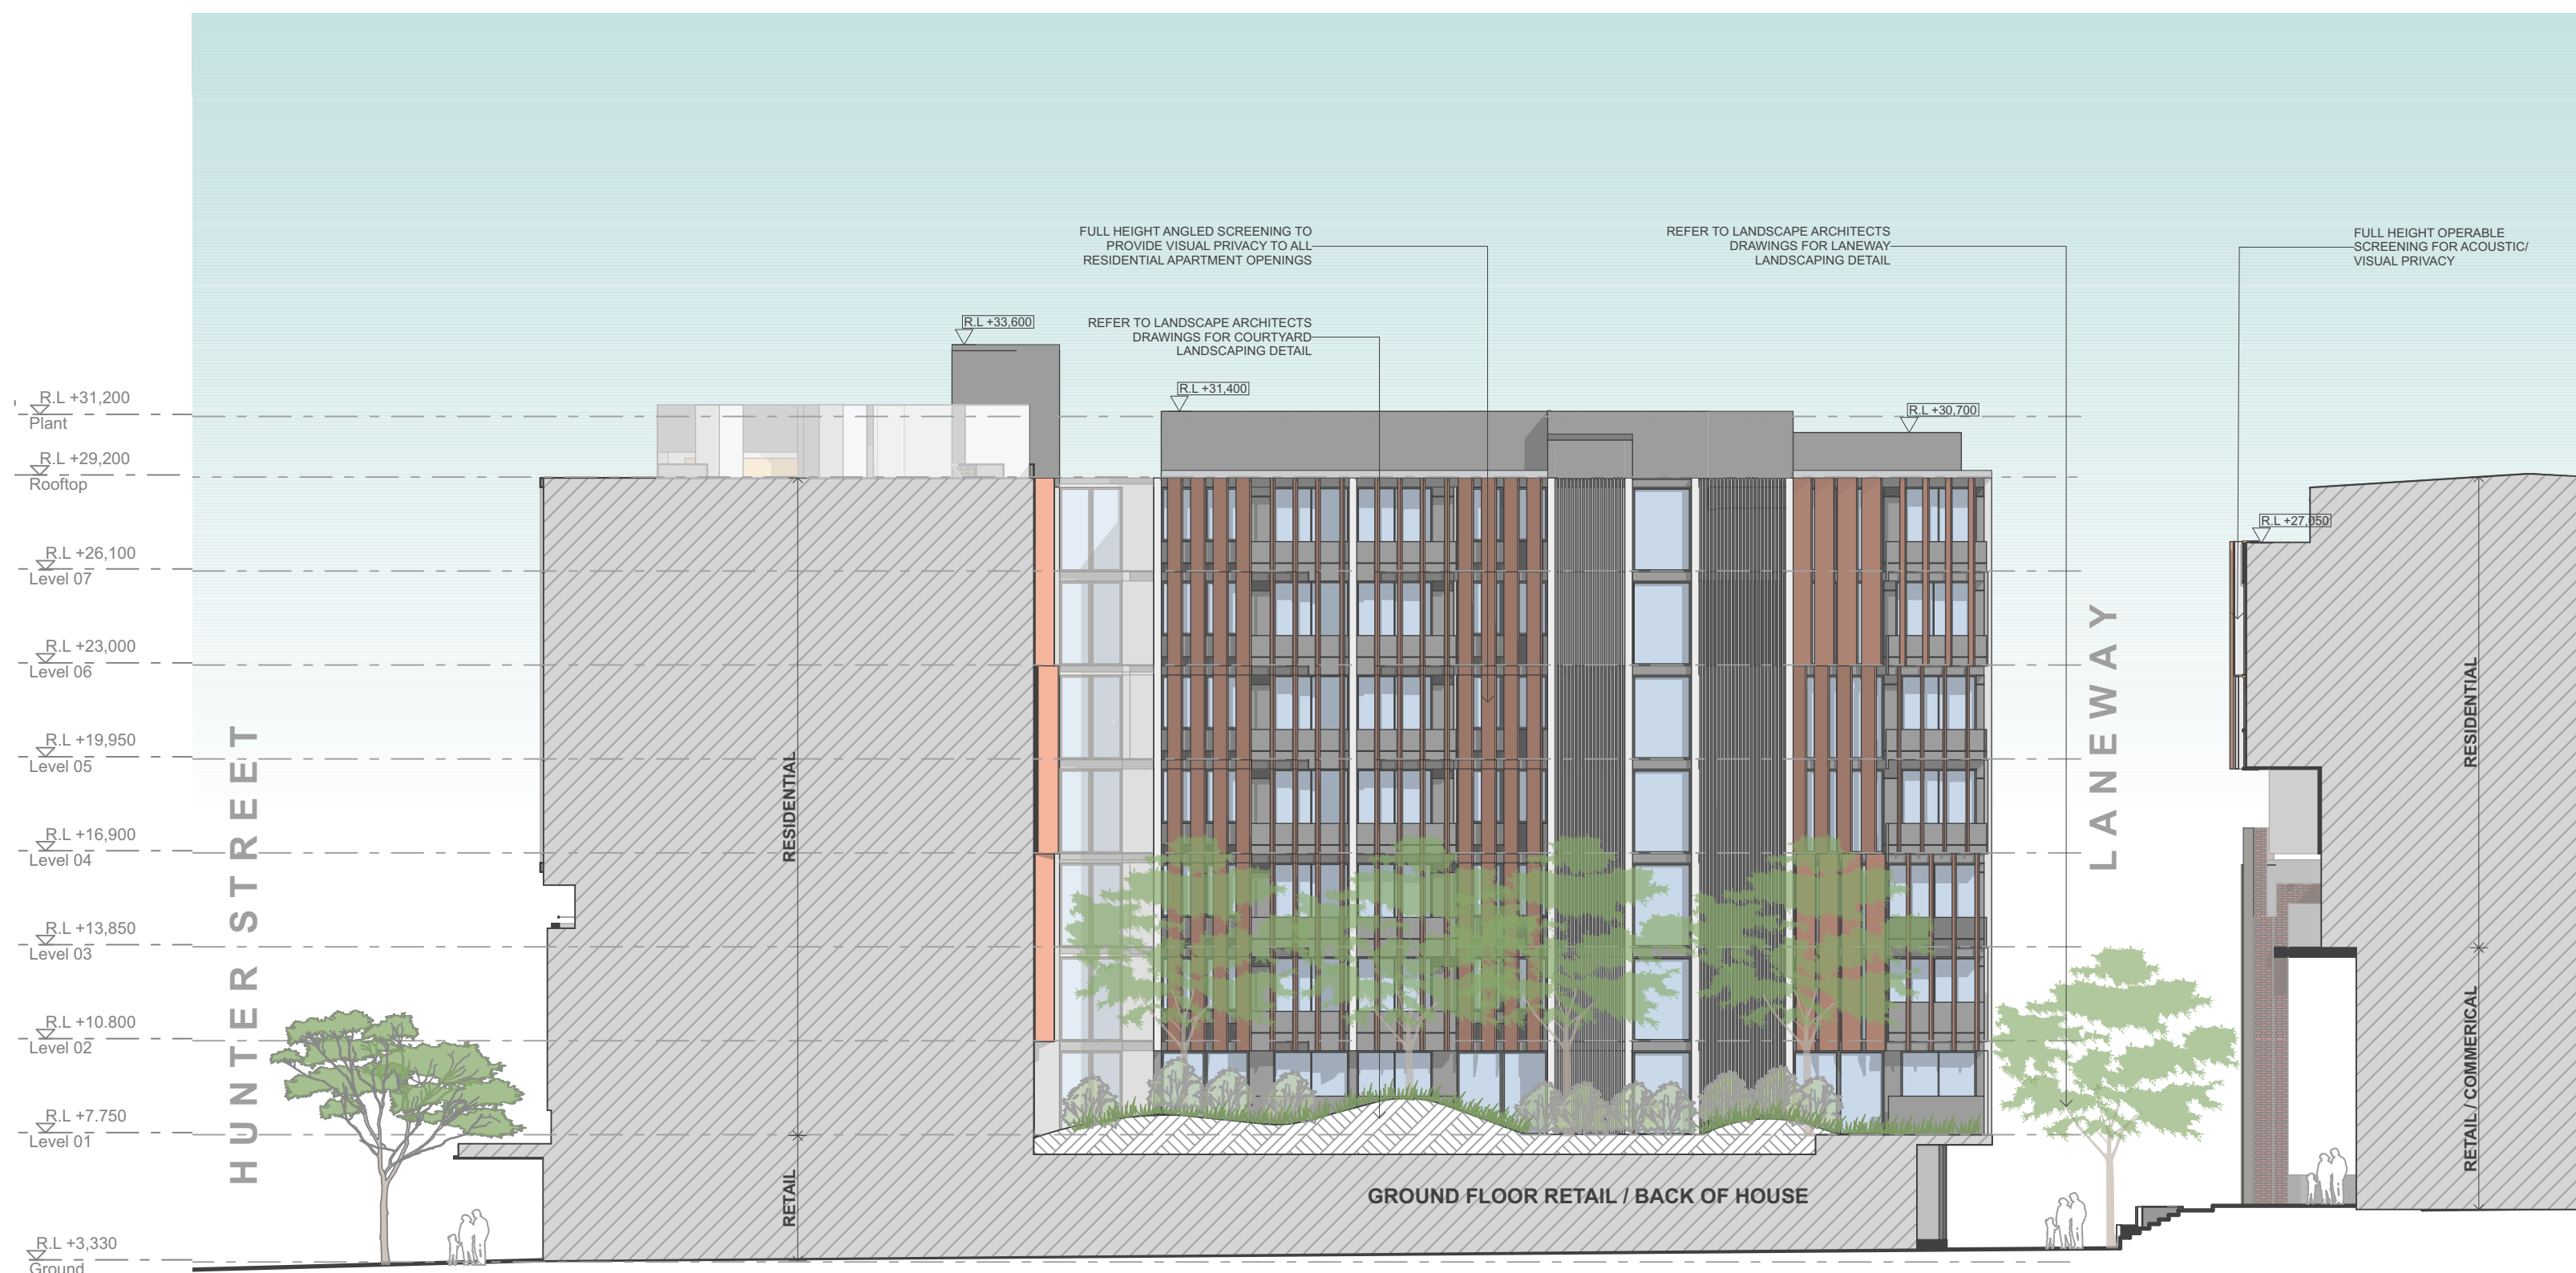 FULL HEIGHT ANGLED SCREENING TO
PROVIDE VISUAL PRIVACY TO ALL
RESIDENTIAL APARTMENT OPENINGS
REFER TO LANDSCAPE ARCHITECTS
DRAWINGS FOR LANEWAY
LANDSCAPING DETAIL
FULL HEIGHT OPERABLE
SCREENING FOR ACOUSTIC/
VISUAL PRIVACY
REFER TO LANDSCAPE ARCHITECTS
DRAWINGS FOR COURTYARD
LANDSCAPING DETAIL
R.L +33,600
R.L +31,400
R.L +30,700
R.L +27,050
R.L +31,200
Plant
R.L +29,200
Rooftop
R.L +26,100
Level 07
R.L +23,000
Level 06
R.L +19,950
Level 05
R.L +16,900
Level 04
R.L +13,850
Level 03
R.L +10.800
Level 02
R.L +7.750
Level 01
R.L +3,330
Ground
HUNTER STREET
RESIDENTIAL
RETAIL
GROUND FLOOR RETAIL / BACK OF HOUSE
LANEWAY
RESIDENTIAL
RETAIL / COMMERICAL